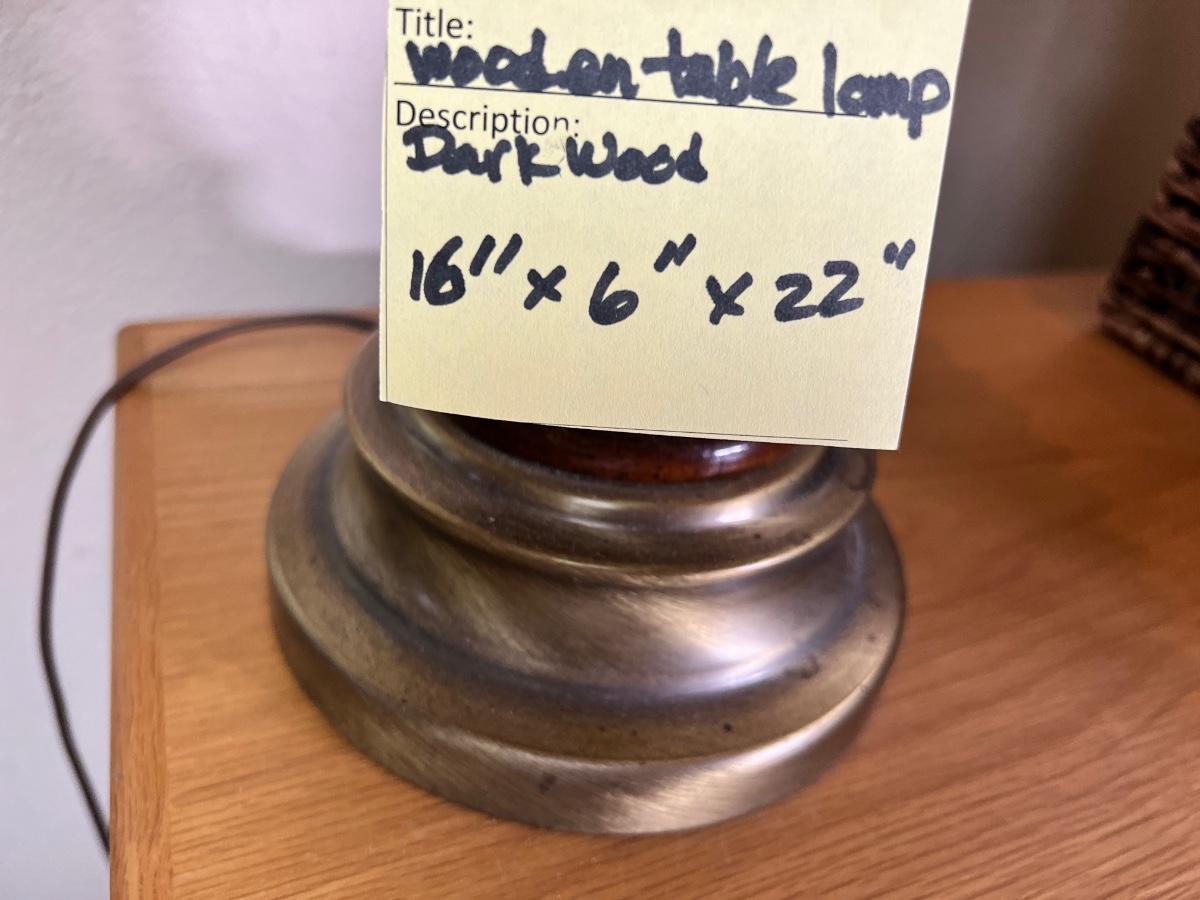 Title:
wooden table lamp
Description:
Dark Wood
16" x 6" x 22"